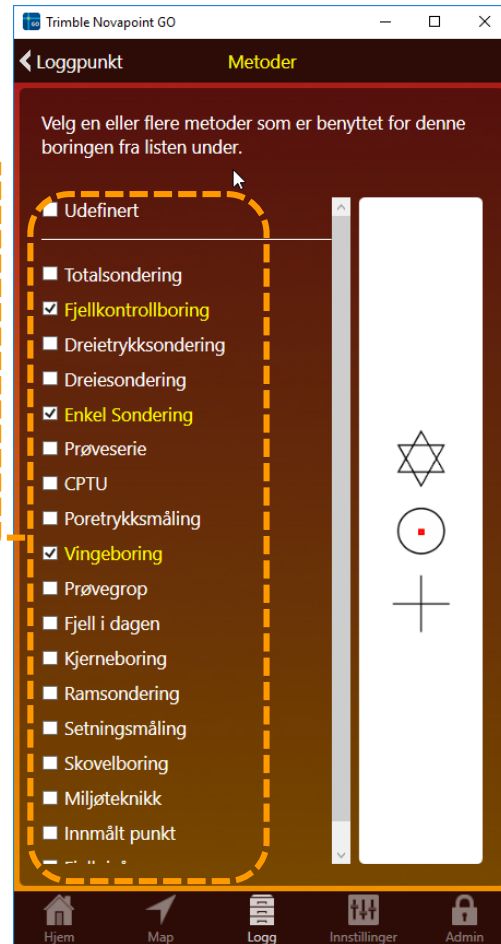 Trimble Novapoint GO
Loggpunkt Metoder
Velg en eller flere metoder som er benyttet for denne
boringen fra listen under.
Udefinert
Totalsondering
Fjellkontrollboring
Dreietrykksondering
Dreiesondering
Enkel Sondering
Prøveserie
CPTU
Poretrykksmåling
Vingeboring
Prøvegrop
Fjell i dagen
Kjerneboring
Ramsondering
Setningsmåling
Skovelboring
Miljøteknikk
Innmålt punkt
Hjem Map Logg Innstillinger Admin